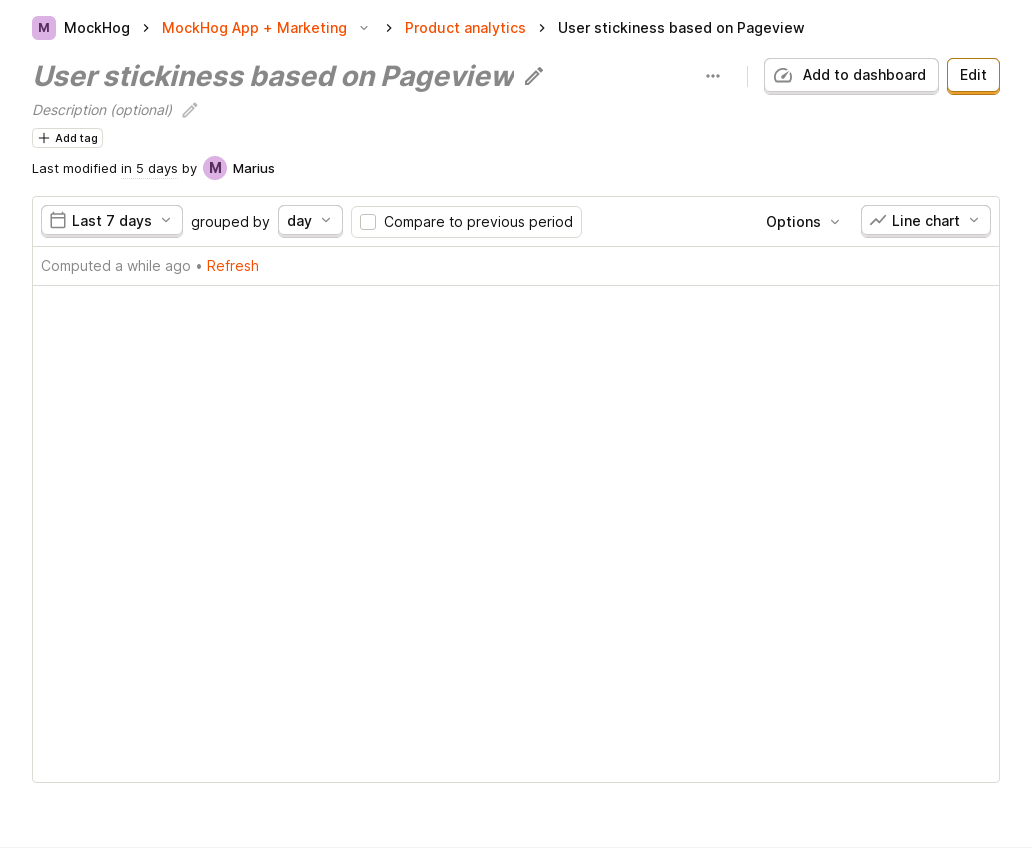 M MockHog > MockHog App + Marketing > Product analytics > User stickiness based on Pageview
User stickiness based on Pageview
Add to dashboard Edit
Description (optional)
Add tag
Last modified in 5 days by M Marius
Last 7 days grouped by day Compare to previous period Options Line chart
Computed a while ago • Refresh